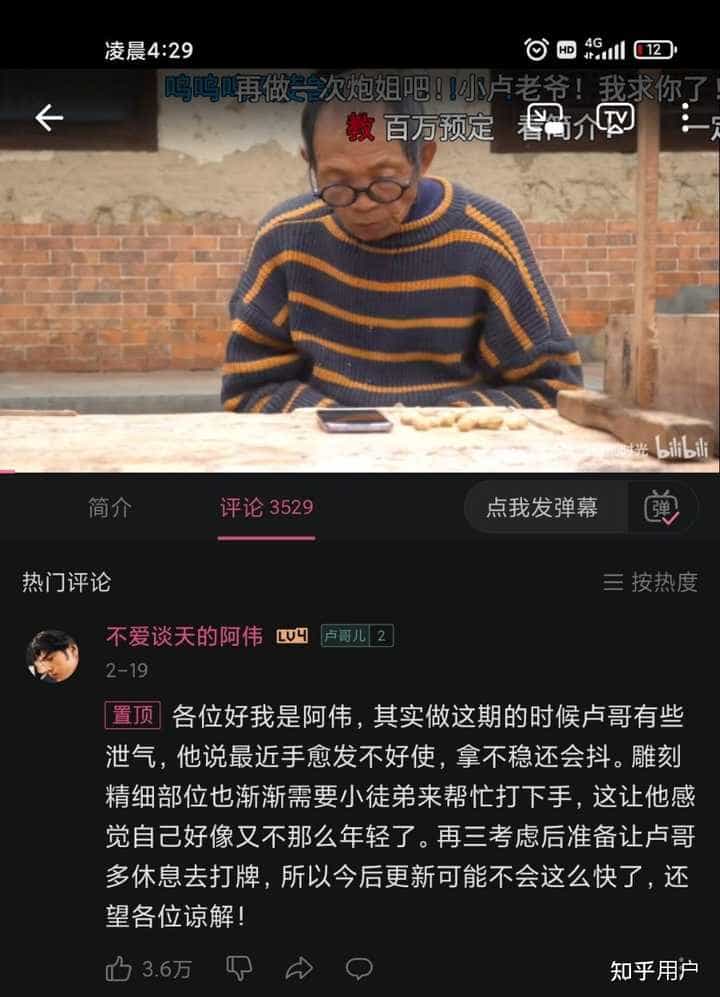 凌晨4:29
HD 4G 12
再做一次炮姐吧！！小卢老爷！我求你了！
教 百万预定 看简介
TV
bilibili
简介 评论 3529 点我发弹幕 弹
热门评论 按热度
不爱谈天的阿伟 LV4 卢哥儿 2
2-19
置顶 各位好我是阿伟，其实做这期的时候卢哥有些
泄气，他说最近手愈发不好使，拿不稳还会抖。雕刻
精细部位也渐渐需要小徒弟来帮忙打下手，这让他感
觉自己好像又不那么年轻了。再三考虑后准备让卢哥
多休息去打牌，所以今后更新可能不会这么快了，还
望各位谅解！
3.6万
知乎用户